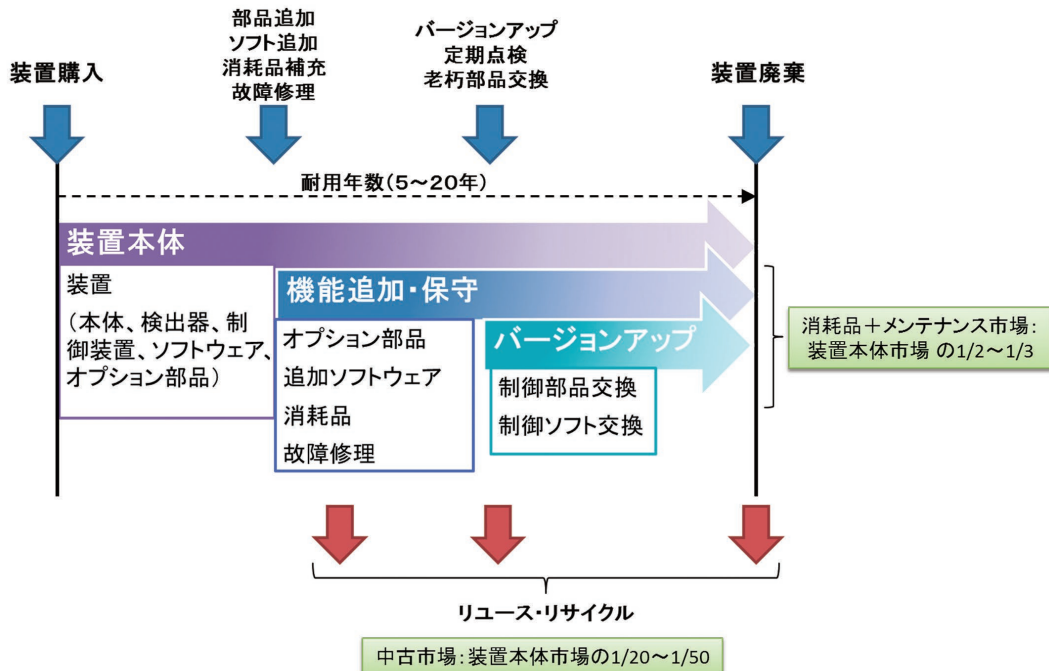 装置購入
部品追加
ソフト追加
消耗品補充
故障修理
バージョンアップ
定期点検
老朽部品交換
装置廃棄
耐用年数(5～20年)
装置本体
装置
（本体、検出器、制
御装置、ソフトウェア、
オプション部品）
機能追加・保守
オプション部品
追加ソフトウェア
消耗品
故障修理
バージョンアップ
制御部品交換
制御ソフト交換
消耗品＋メンテナンス市場：
装置本体市場 の1/2～1/3
リユース・リサイクル
中古市場：装置本体市場の1/20～1/50